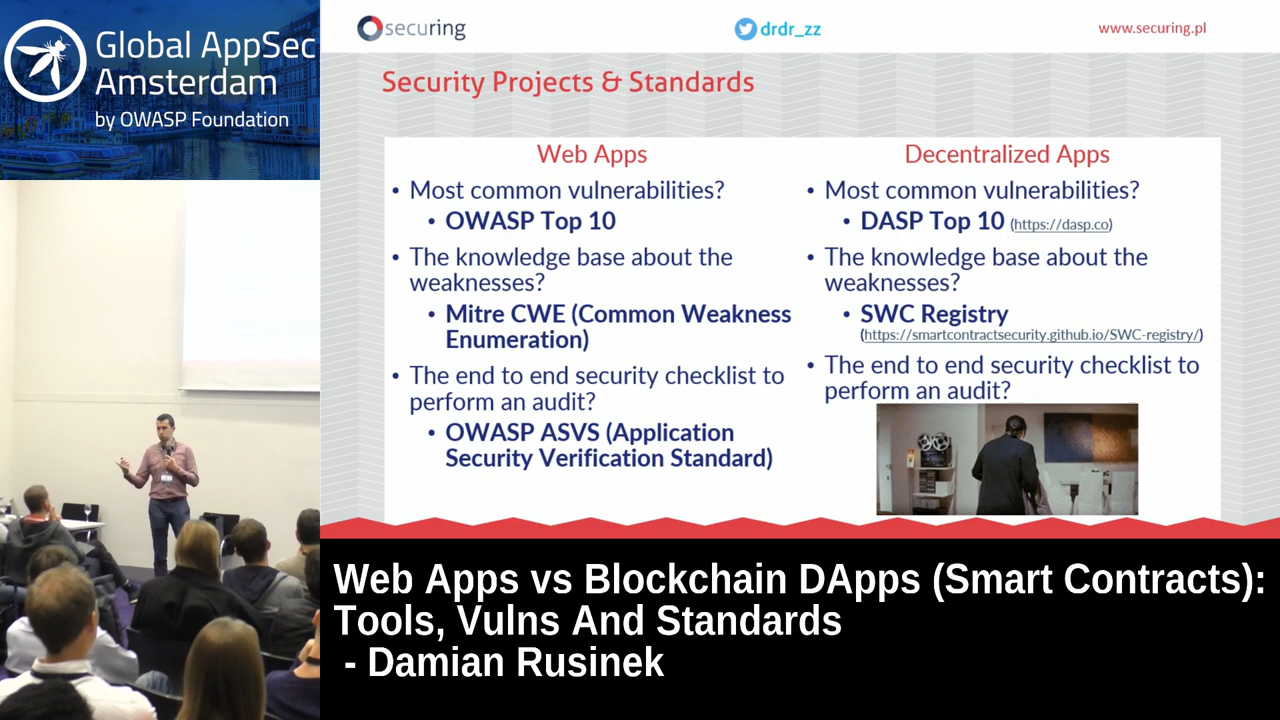 Global AppSec
Amsterdam
by OWASP Foundation
securing
drdr_zz
www.securing.pl
Security Projects & Standards
Web Apps
• Most common vulnerabilities?
• OWASP Top 10
• The knowledge base about the
weaknesses?
• Mitre CWE (Common Weakness
Enumeration)
• The end to end security checklist to
perform an audit?
• OWASP ASVS (Application
Security Verification Standard)
Decentralized Apps
• Most common vulnerabilities?
• DASP Top 10 (https://dasp.co)
• The knowledge base about the
weaknesses?
• SWC Registry
(https://smartcontractsecurity.github.io/SWC-registry/)
• The end to end security checklist to
perform an audit?
Web Apps vs Blockchain DApps (Smart Contracts):
Tools, Vulns And Standards
- Damian Rusinek